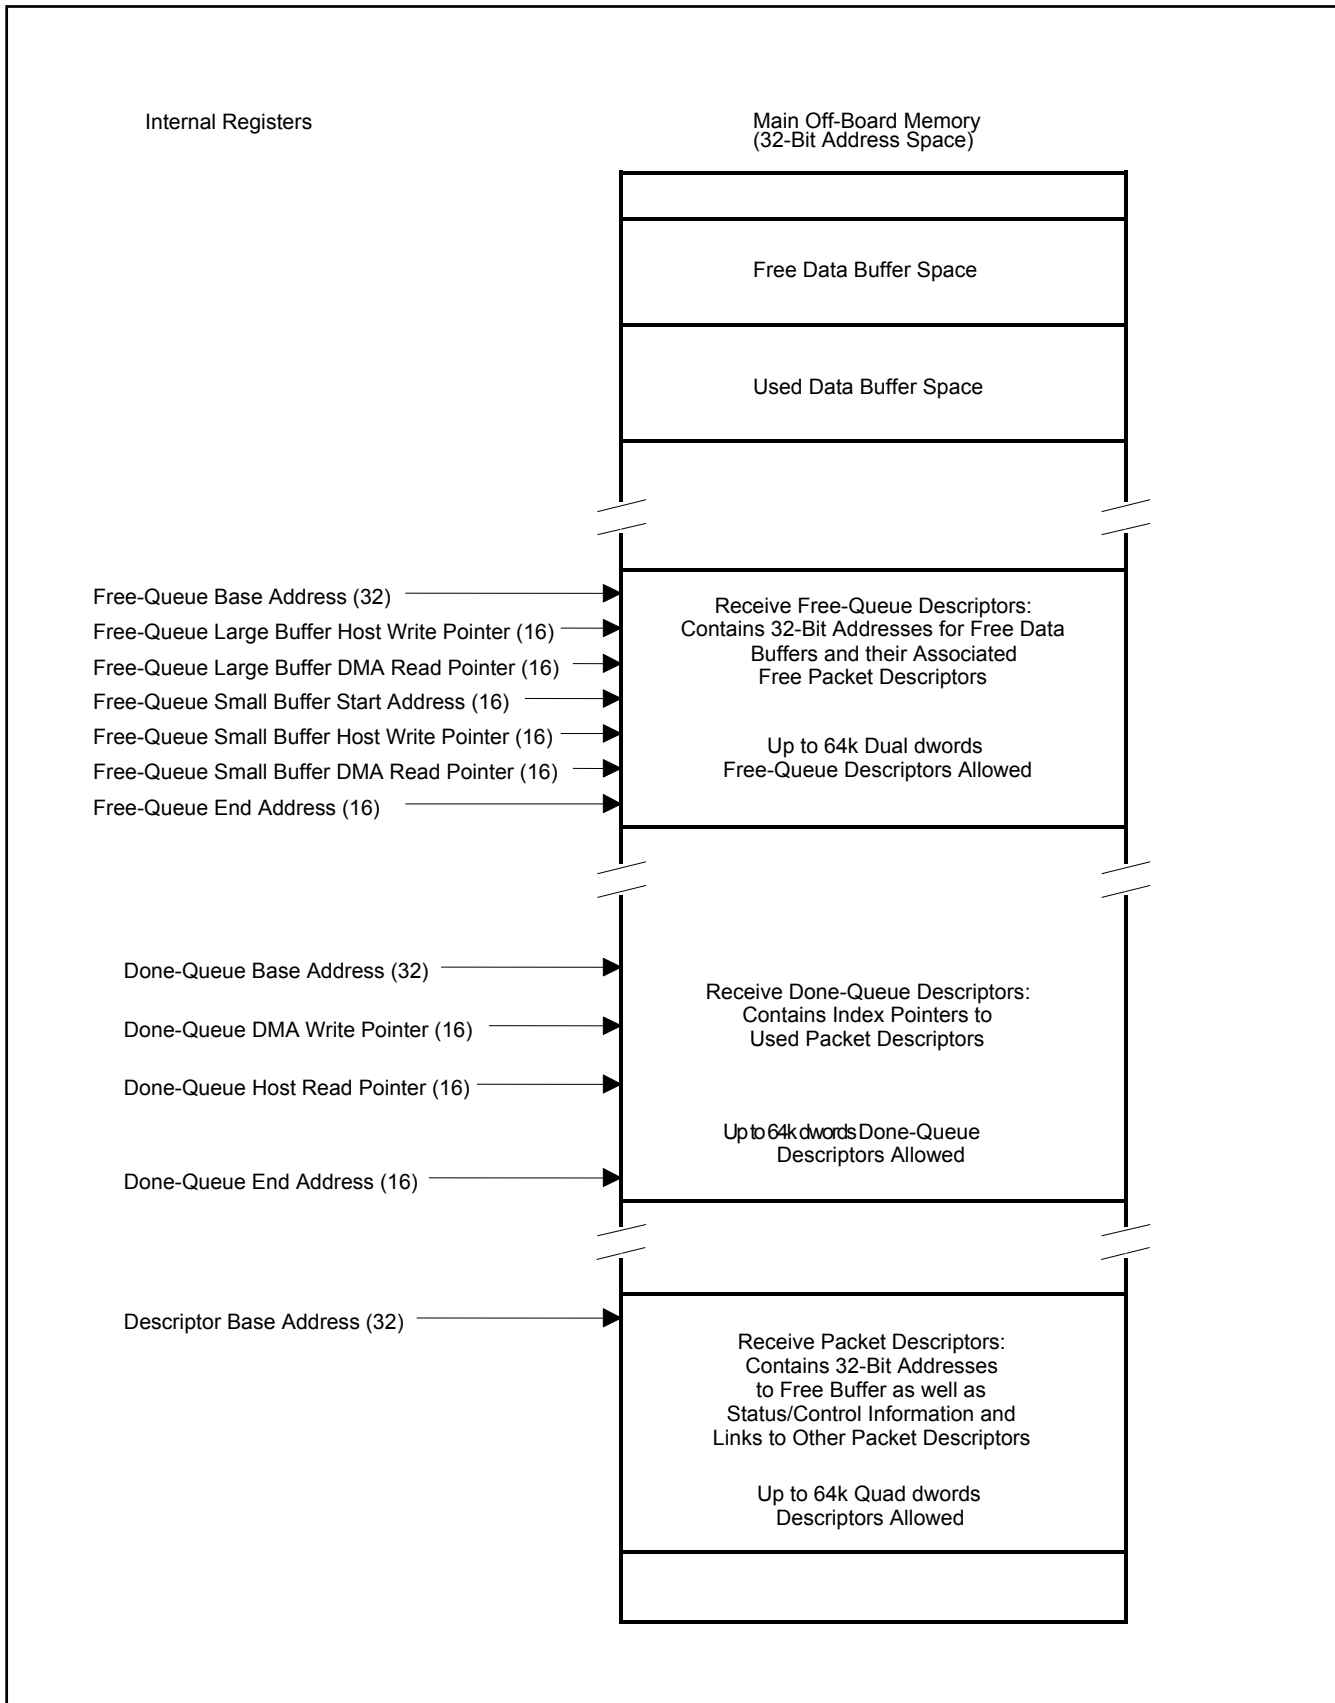 Internal Registers
Main Off-Board Memory
(32-Bit Address Space)
Free Data Buffer Space
Used Data Buffer Space
Free-Queue Base Address (32)
Free-Queue Large Buffer Host Write Pointer (16)
Free-Queue Large Buffer DMA Read Pointer (16)
Free-Queue Small Buffer Start Address (16)
Free-Queue Small Buffer Host Write Pointer (16)
Free-Queue Small Buffer DMA Read Pointer (16)
Free-Queue End Address (16)
Receive Free-Queue Descriptors:
Contains 32-Bit Addresses for Free Data
Buffers and their Associated
Free Packet Descriptors
Up to 64k Dual dwords
Free-Queue Descriptors Allowed
Done-Queue Base Address (32)
Done-Queue DMA Write Pointer (16)
Done-Queue Host Read Pointer (16)
Done-Queue End Address (16)
Receive Done-Queue Descriptors:
Contains Index Pointers to
Used Packet Descriptors
Up to 64k dwords Done-Queue
Descriptors Allowed
Descriptor Base Address (32)
Receive Packet Descriptors:
Contains 32-Bit Addresses
to Free Buffer as well as
Status/Control Information and
Links to Other Packet Descriptors
Up to 64k Quad dwords
Descriptors Allowed